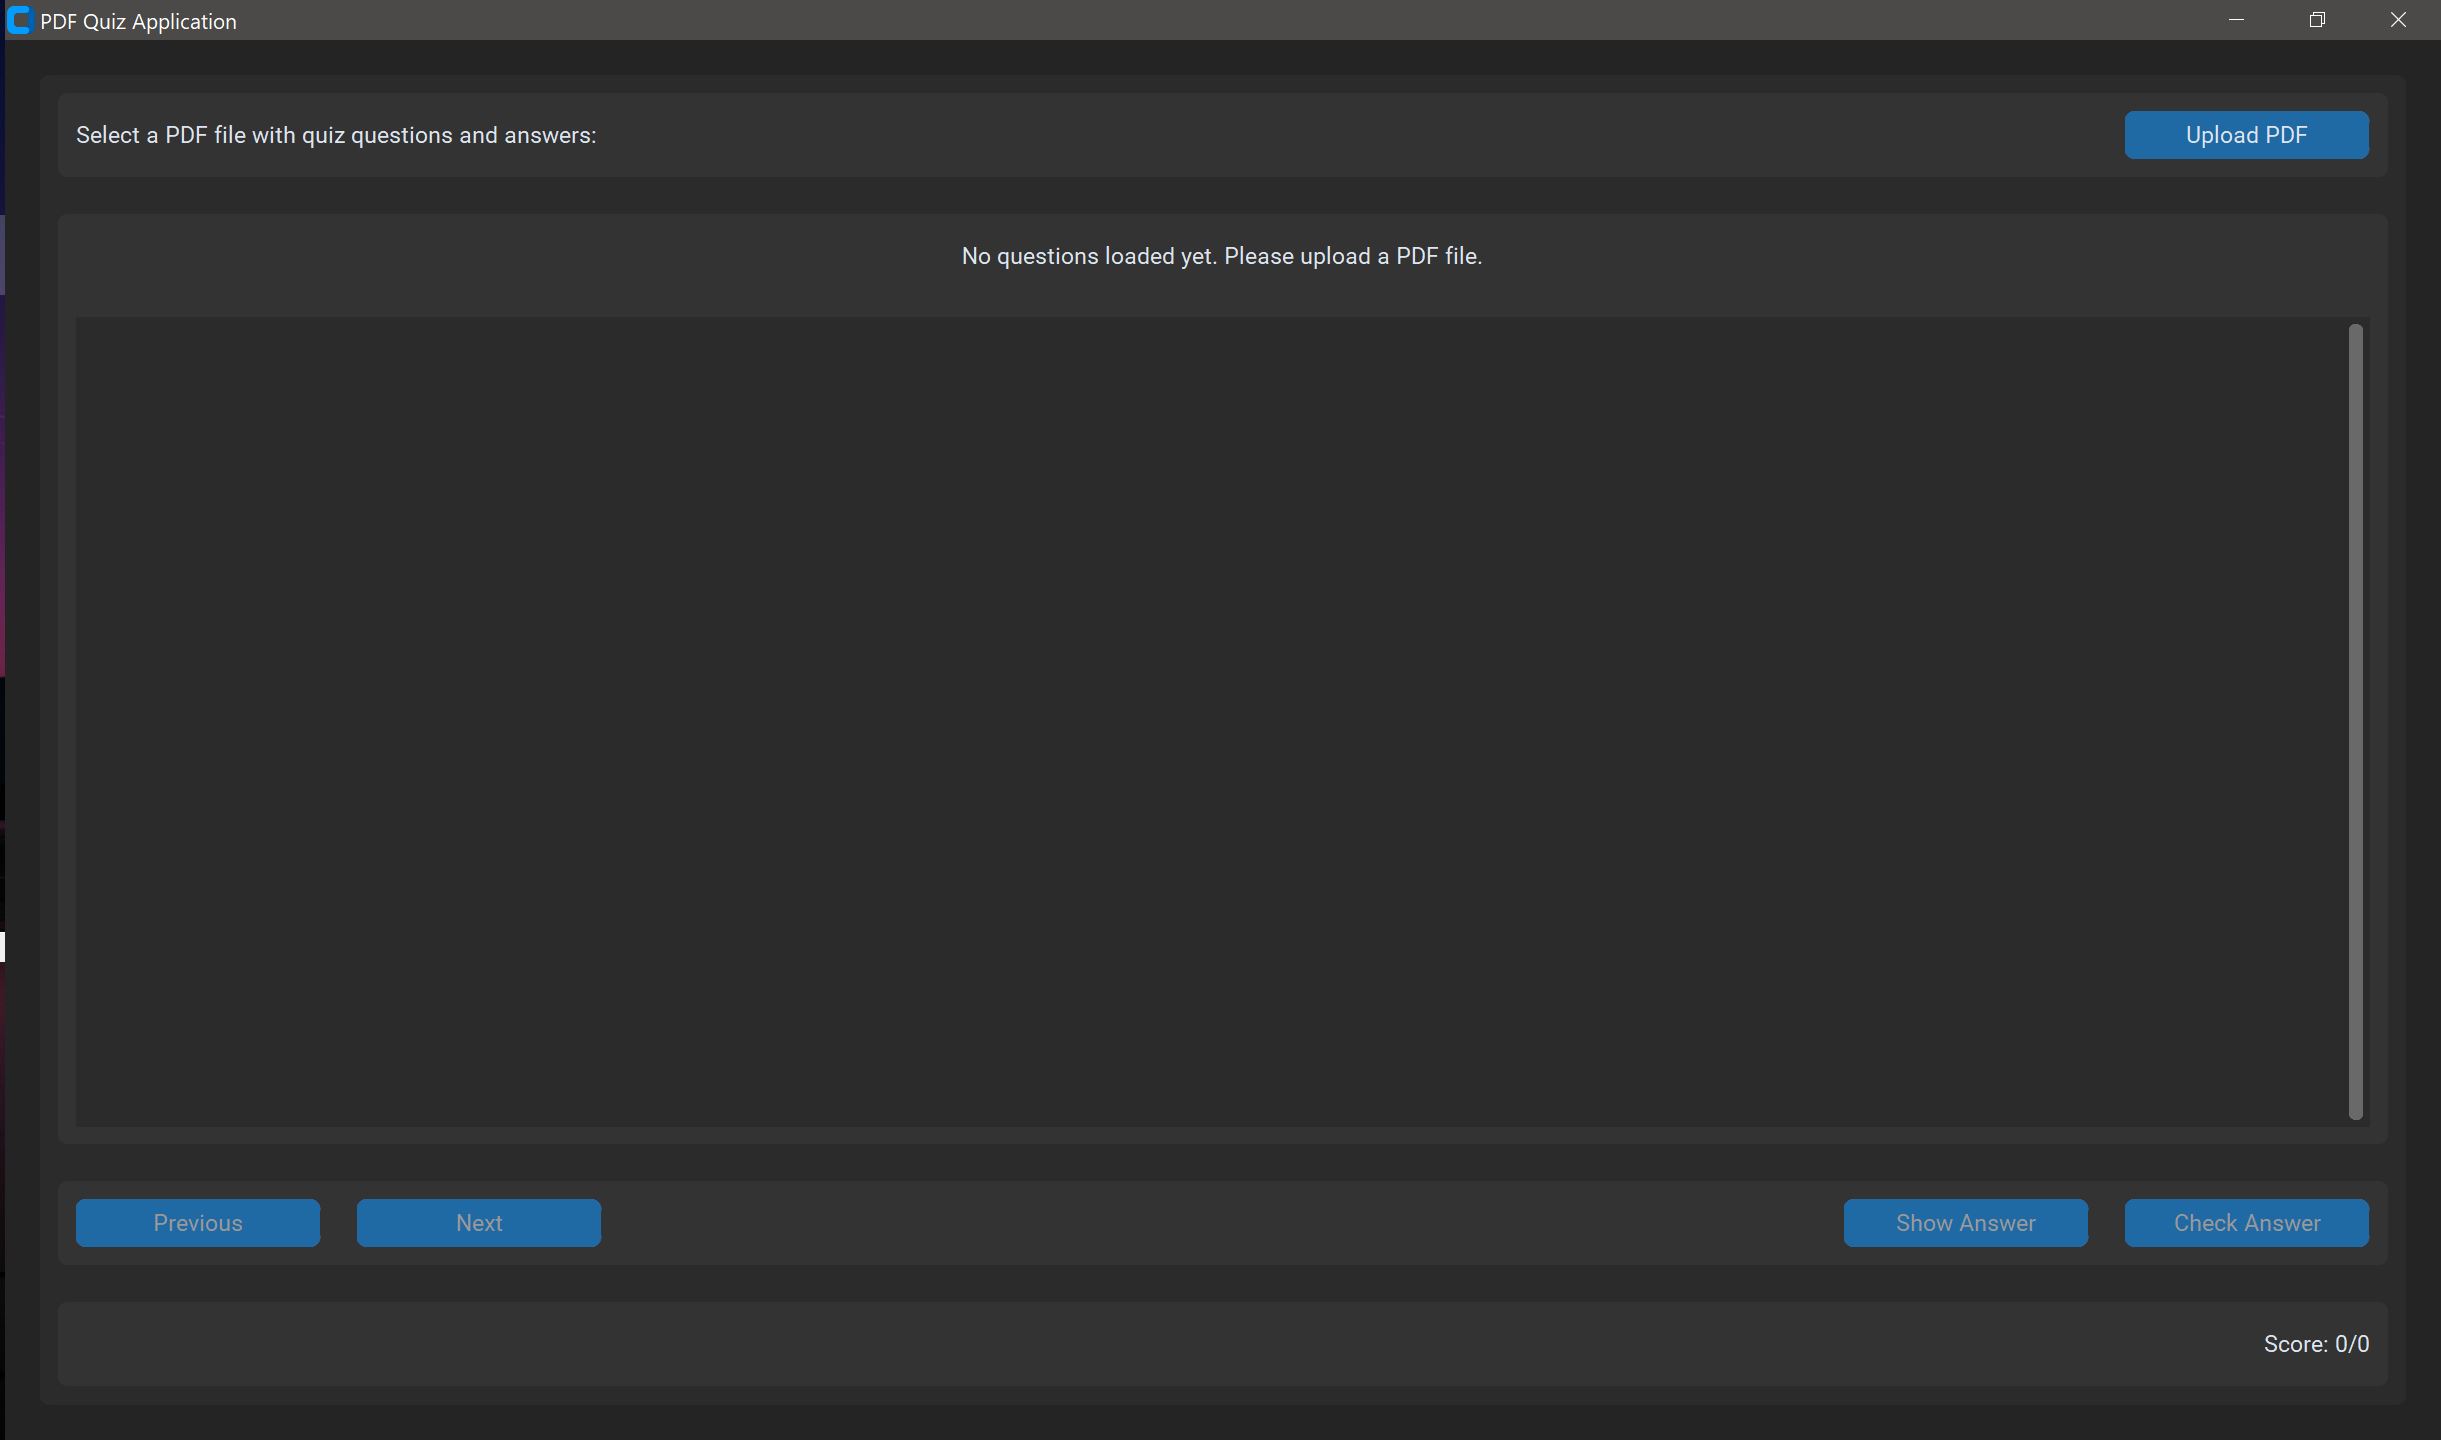 PDF Quiz Application
Select a PDF file with quiz questions and answers:
Upload PDF
No questions loaded yet. Please upload a PDF file.
Previous
Next
Show Answer
Check Answer
Score: 0/0